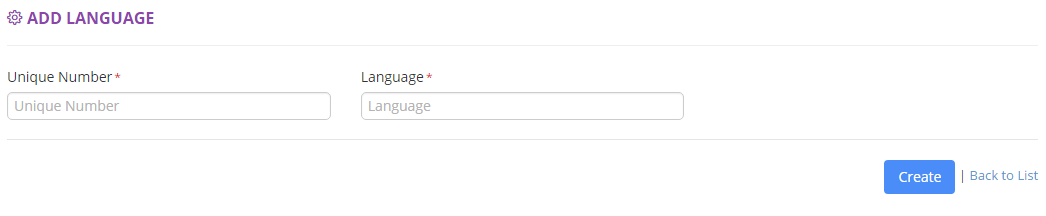 ADD LANGUAGE
Unique Number * Language *
Unique Number Language
Create | Back to List